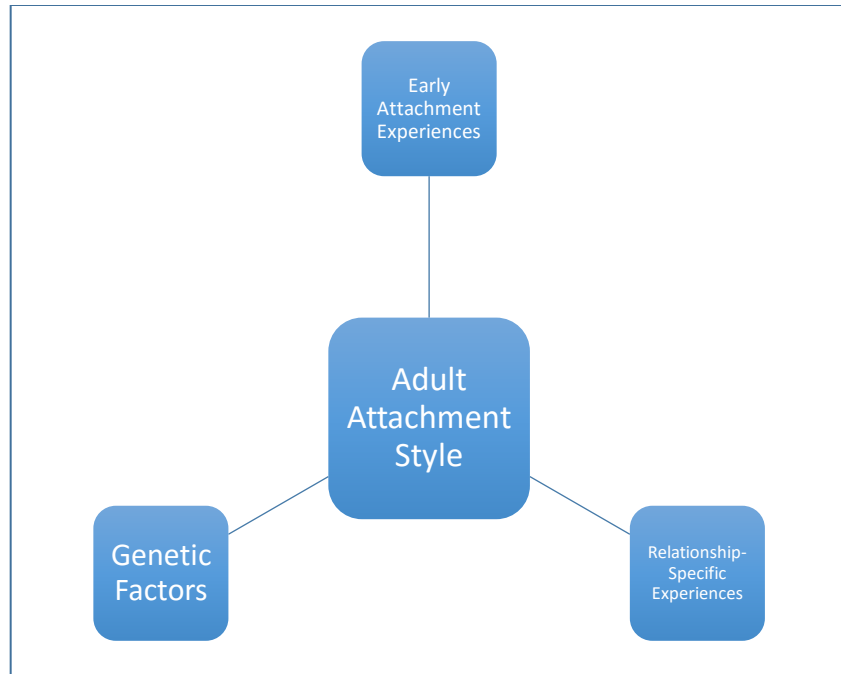 Early
Attachment
Experiences
Adult
Attachment
Style
Genetic
Factors
Relationship-
Specific
Experiences